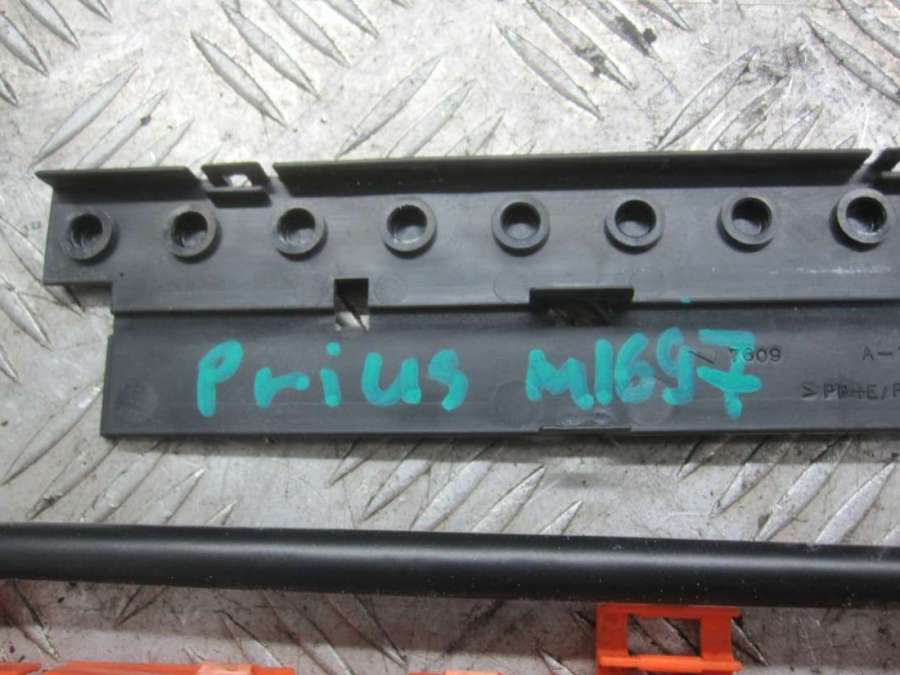 7609 A-
Prius M1697
>PP+E/P